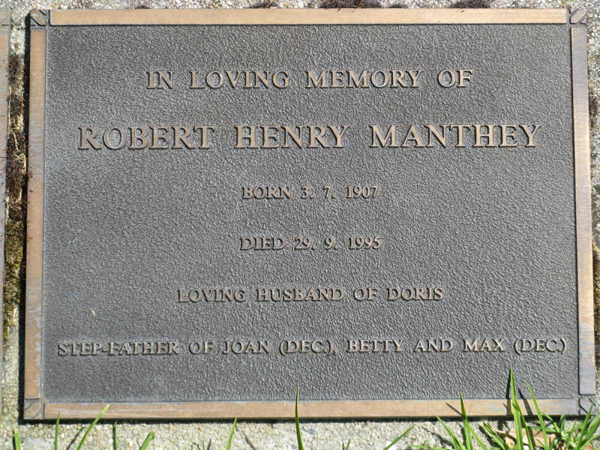 IN LOVING MEMORY OF
ROBERT HENRY MANTHEY
BORN 3. 7. 1907
DIED 29. 9. 1995
LOVING HUSBAND OF DORIS
STEP-FATHER OF JOAN (DEC.), BETTY AND MAX (DEC.)